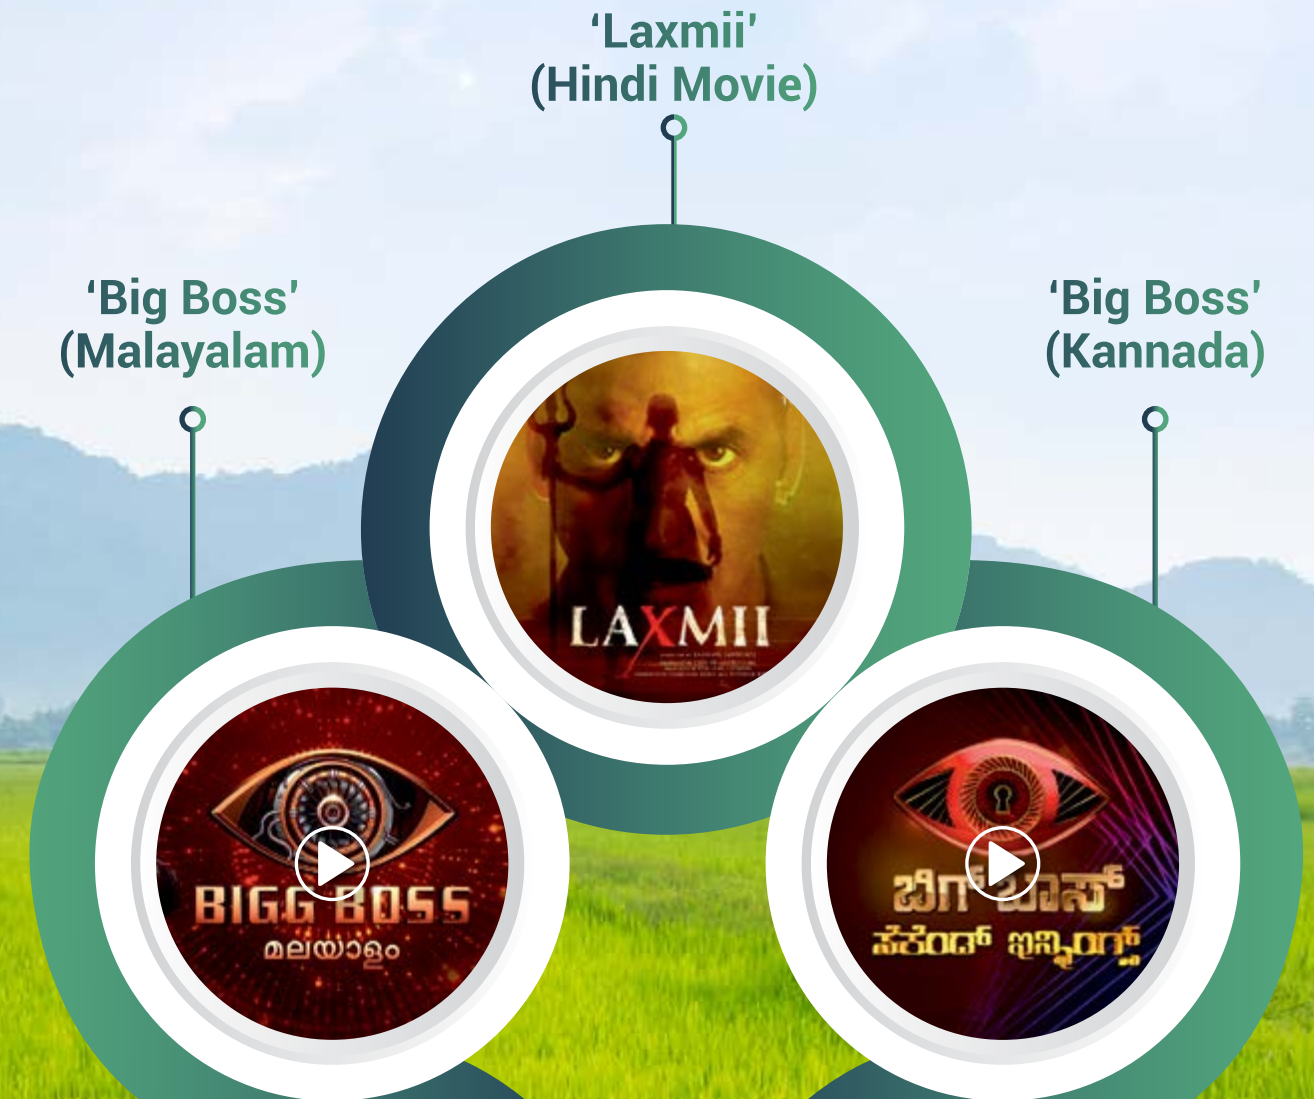 ‘Laxmii’
(Hindi Movie)
‘Big Boss’
(Malayalam)
‘Big Boss’
(Kannada)
LAXMII
BIGG BOSS
മലയാളം
ಬಿಗ್ ಬಾಸ್
ಸೆಕೆಂಡ್ ಇನ್ನಿಂಗ್ಸ್